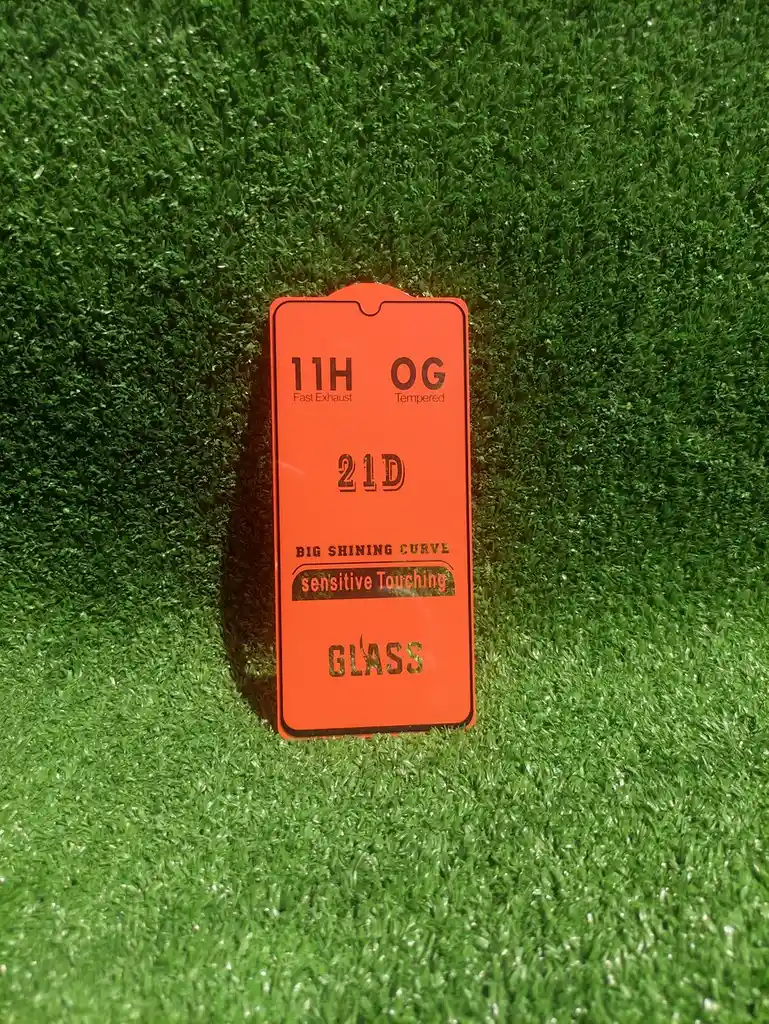 11H OG
Fast Exhaust Tempered
21D
BIG SHINING CURVE
sensitive Touching
GLASS